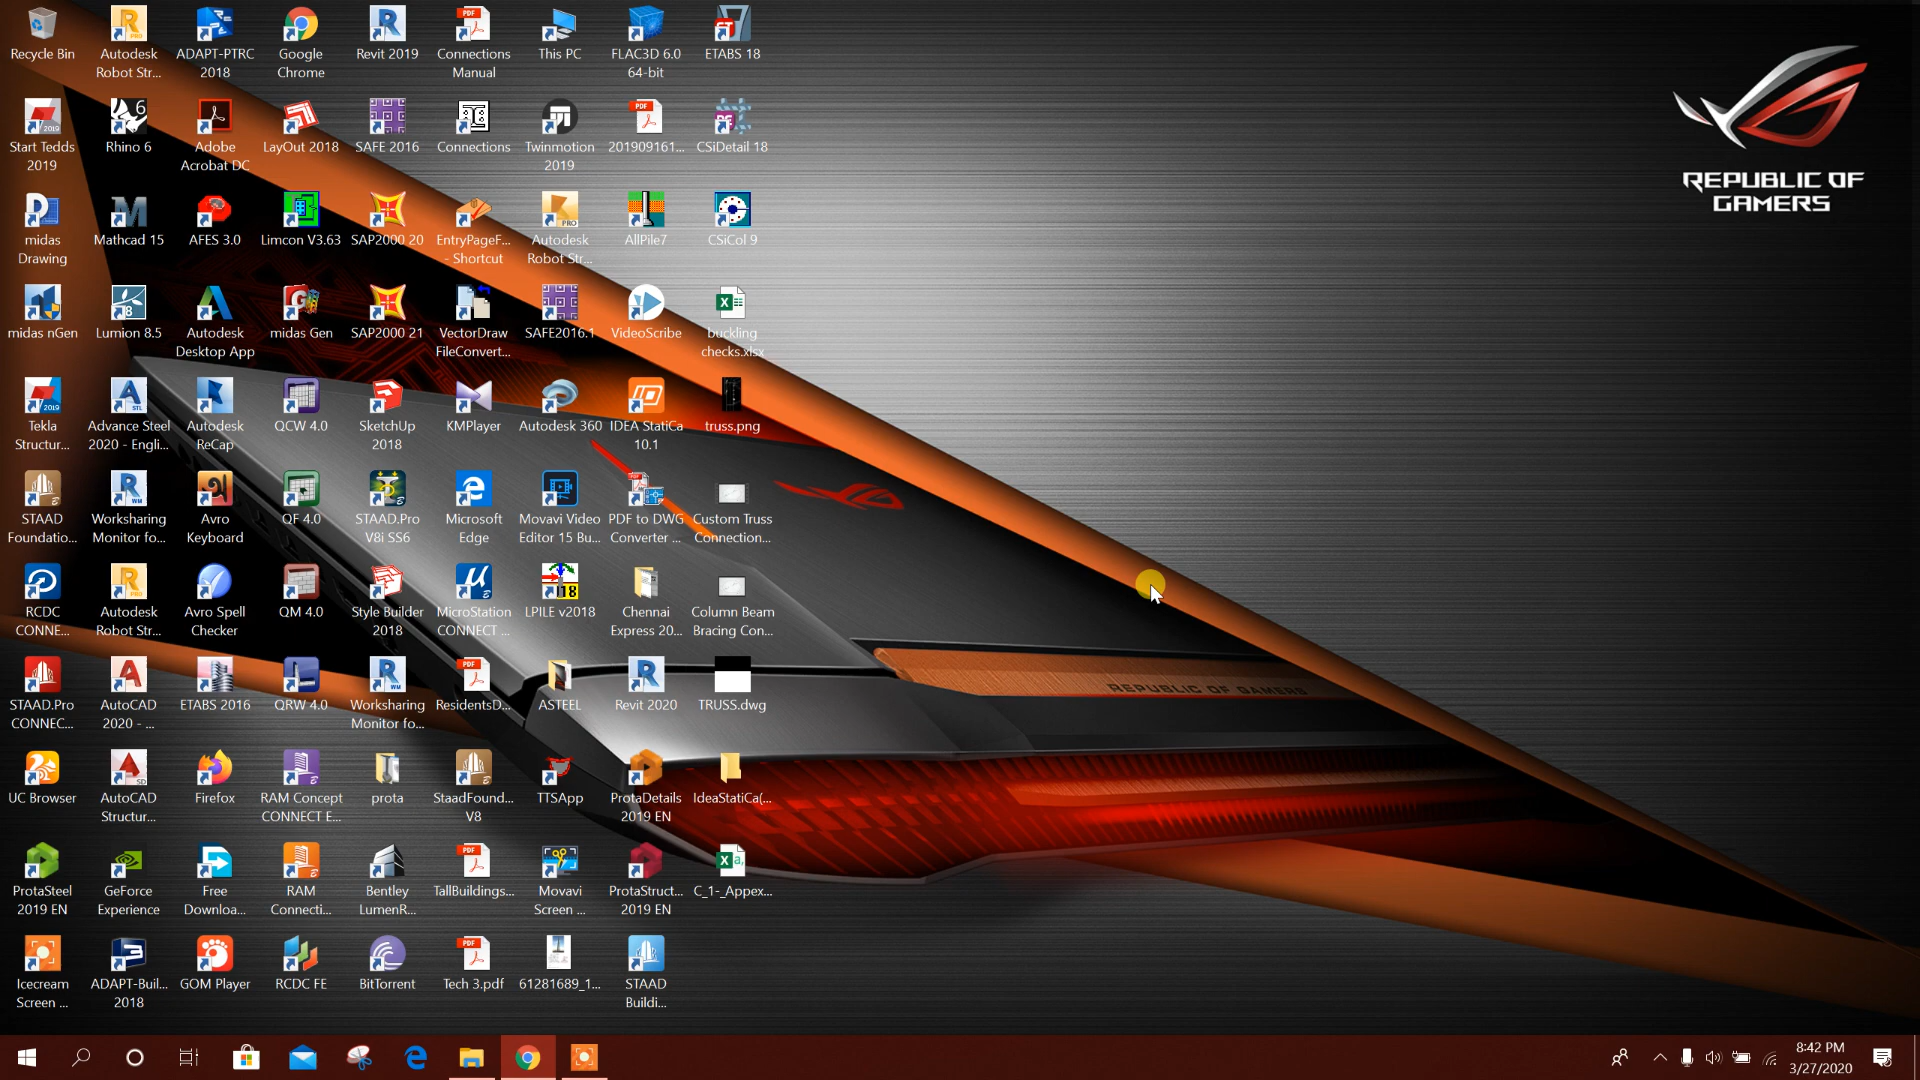 Recycle Bin
Autodesk
Robot Str...
ADAPT-PTRC
2018
Google
Chrome
Revit 2019
Connections
Manual
This PC
FLAC3D 6.0
64-bit
ETABS 18
Start Tedds
2019
Rhino 6
Adobe
Acrobat DC
LayOut 2018
SAFE 2016
Connections
Twinmotion
2019
201909161...
CSiDetail 18
midas
Drawing
Mathcad 15
AFES 3.0
Limcon V3.63
SAP2000 20
EntryPageF...
- Shortcut
Autodesk
Robot Str...
AllPile7
CSiCol 9
midas nGen
Lumion 8.5
Autodesk
Desktop App
midas Gen
SAP2000 21
VectorDraw
FileConvert...
SAFE2016.1
VideoScribe
buckling
checks.xlsx
Tekla
Structur...
Advance Steel
2020 - Engli...
Autodesk
ReCap
QCW 4.0
SketchUp
2018
KMPlayer
Autodesk 360
IDEA StatiCa
10.1
truss.png
STAAD
Foundatio...
Worksharing
Monitor fo...
Avro
Keyboard
QF 4.0
STAAD.Pro
V8i SS6
Microsoft
Edge
Movavi Video
Editor 15 Bu...
PDF to DWG
Converter ...
Custom Truss
Connection...
RCDC
CONNE...
Autodesk
Robot Str...
Avro Spell
Checker
QM 4.0
Style Builder
2018
MicroStation
CONNECT ...
LPILE v2018
Chennai
Express 20...
Column Beam
Bracing Con...
STAAD.Pro
CONNEC...
AutoCAD
2020 - ...
ETABS 2016
QRW 4.0
Worksharing
Monitor fo...
ResidentsD...
ASTEEL
Revit 2020
TRUSS.dwg
UC Browser
AutoCAD
Structur...
Firefox
RAM Concept
CONNECT E...
prota
StaadFound...
V8
TTSApp
ProtaDetails
2019 EN
IdeaStatiCa(...
ProtaSteel
2019 EN
GeForce
Experience
Free
Downloa...
RAM
Connecti...
Bentley
LumenR...
TallBuildings...
Movavi
Screen ...
ProtaStruct...
2019 EN
C_1-_Appex...
Icecream
Screen ...
ADAPT-Buil...
2018
GOM Player
RCDC FE
BitTorrent
Tech 3.pdf
61281689_1...
STAAD
Buildi...
REPUBLIC OF
GAMERS
REPUBLIC OF GAMERS
8:42 PM
3/27/2020